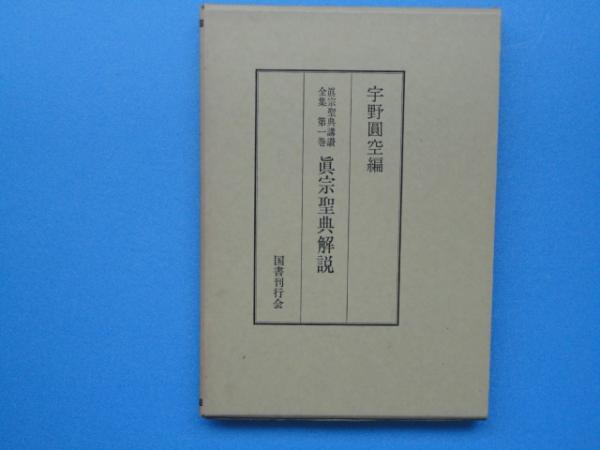 宇野圓空編
眞宗聖典講讃
全集 第一巻
眞宗聖典解説
国書刊行会